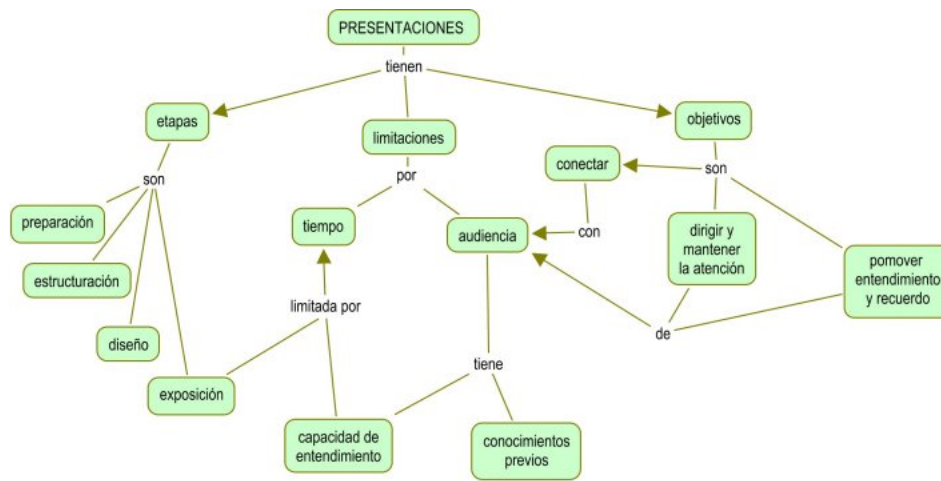 PRESENTACIONES
tienen
etapas
limitaciones
objetivos
son
por
conectar
son
preparación
tiempo
audiencia
con
dirigir y
mantener
la atención
pomover
entendimiento
y recuerdo
estructuración
limitada por
de
diseño
tiene
exposición
capacidad de
entendimiento
conocimientos
previos